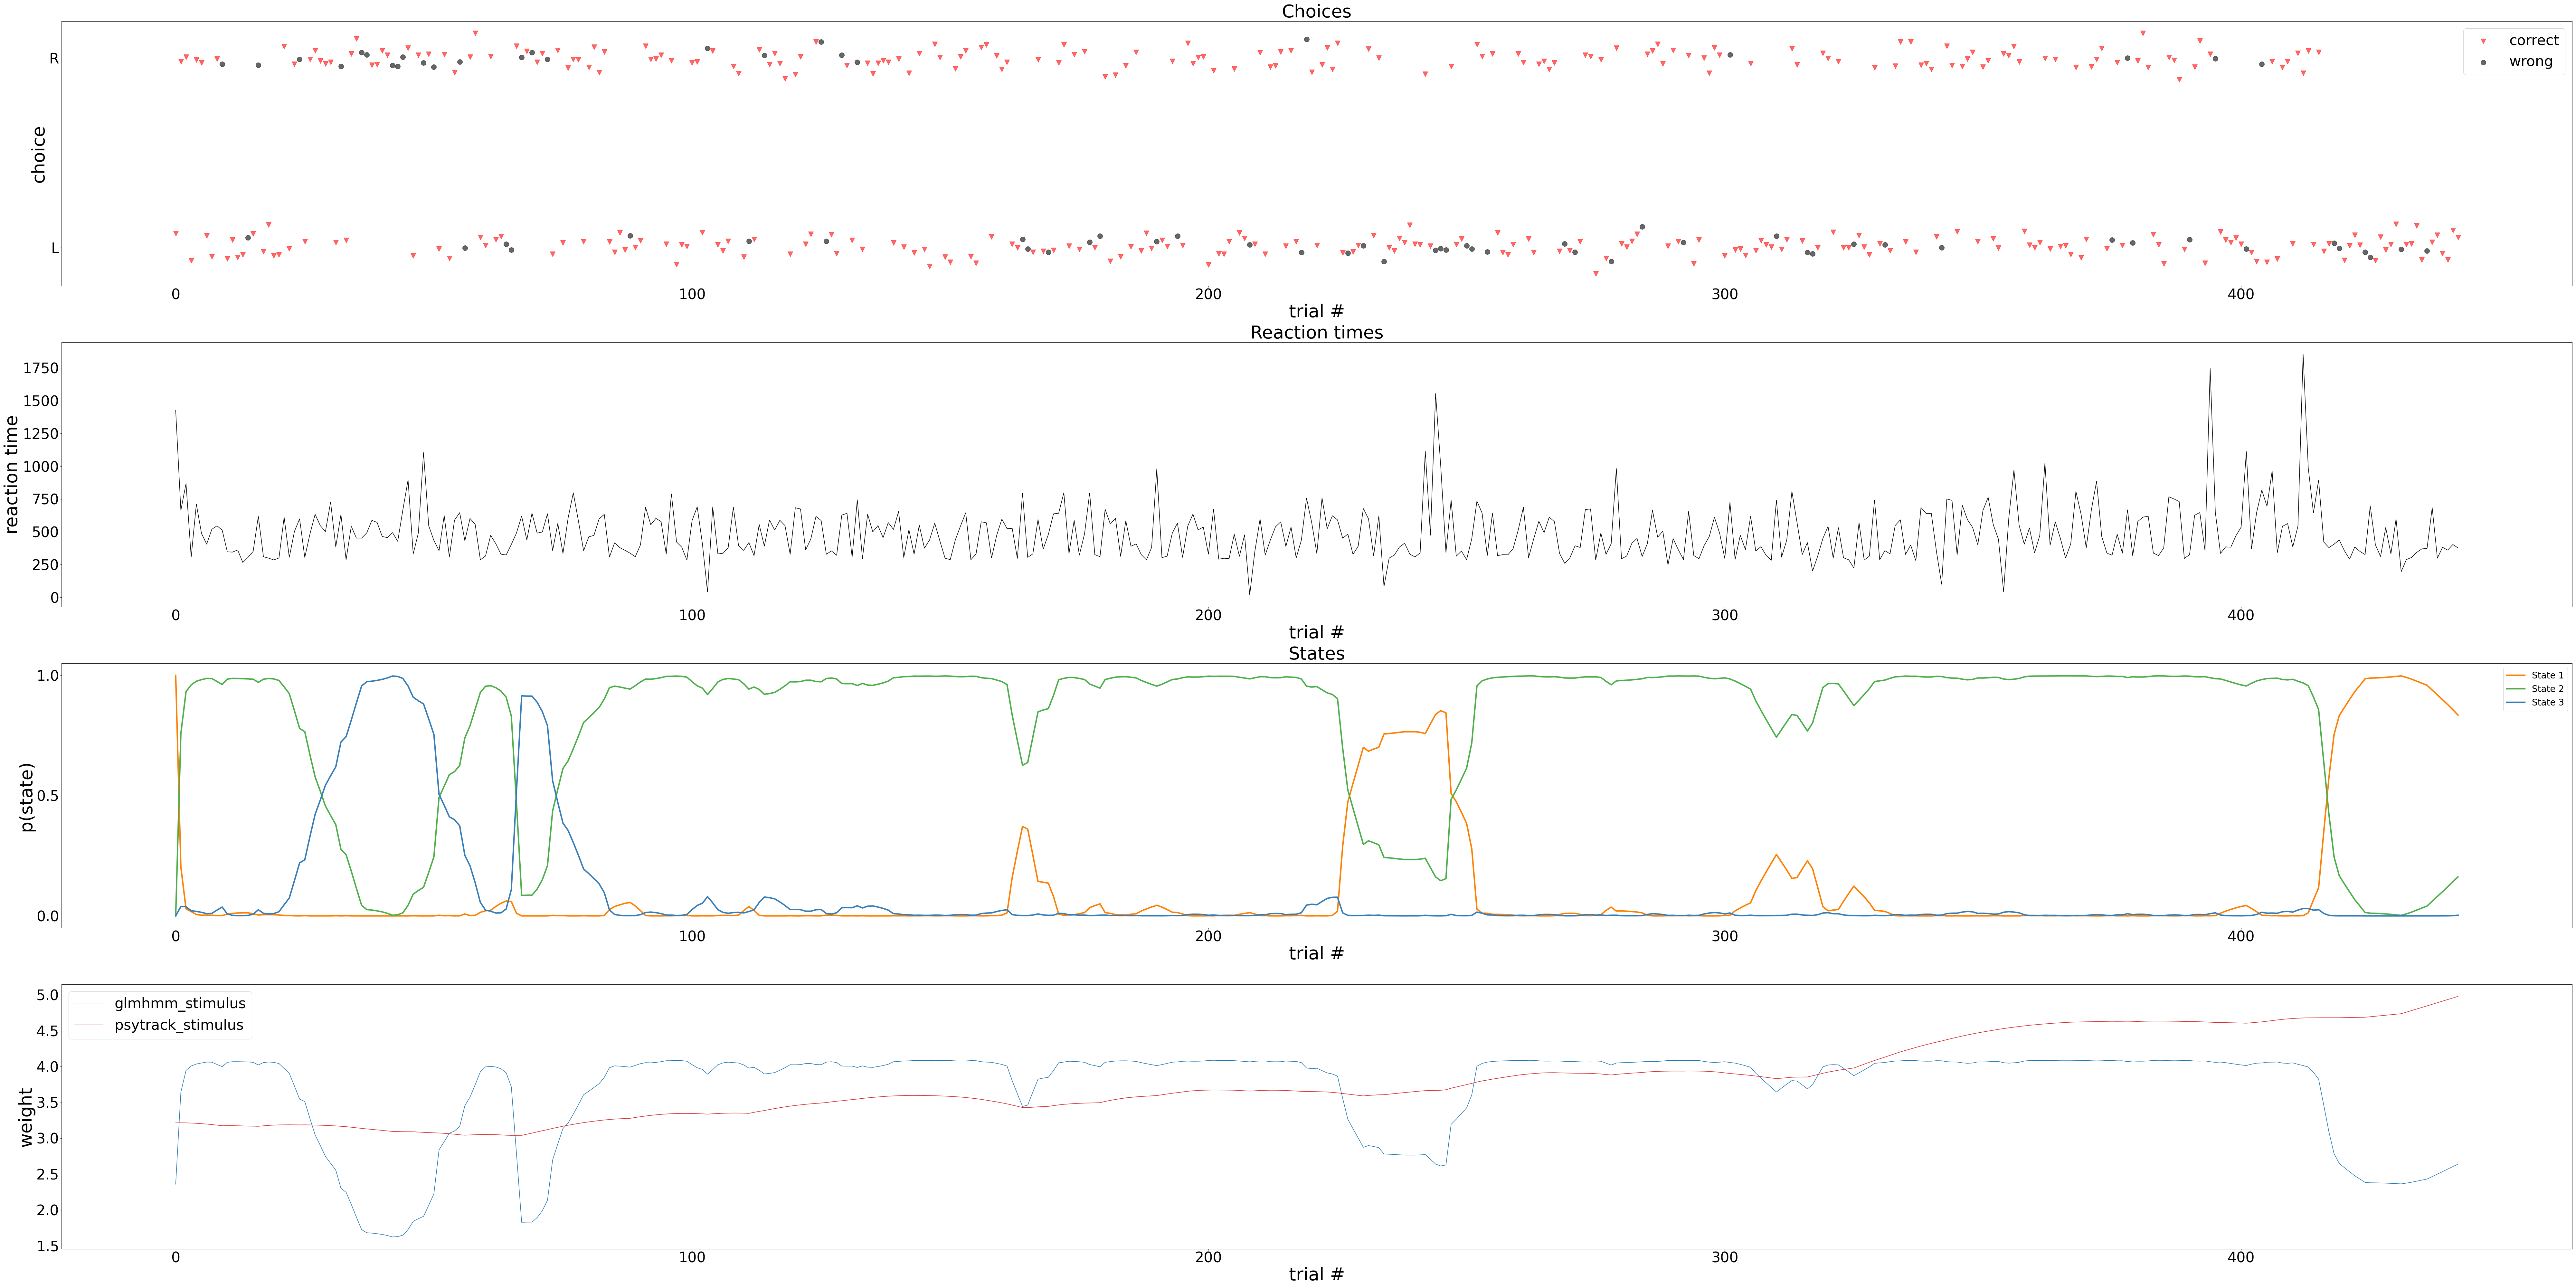 Choices
R
L
choice
correct
wrong
0 100 200 300 400
trial #
Reaction times
1750
1500
1250
1000
750
500
250
0
reaction time
0 100 200 300 400
trial #
States
1.0
0.5
0.0
p(state)
State 1
State 2
State 3
0 100 200 300 400
trial #
glmhmm_stimulus
psytrack_stimulus
5.0
4.5
4.0
3.5
3.0
2.5
2.0
1.5
weight
0 100 200 300 400
trial #